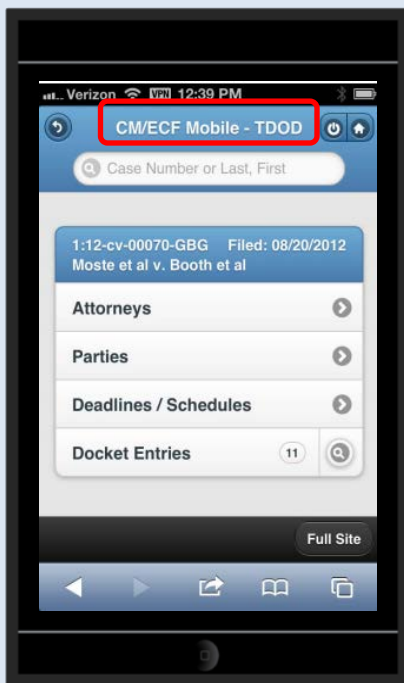 Verizon VPN 12:39 PM
CM/ECF Mobile - TDOD
Case Number or Last, First
1:12-cv-00070-GBG Filed: 08/20/2012
Moste et al v. Booth et al
Attorneys
Parties
Deadlines / Schedules
Docket Entries 11
Full Site